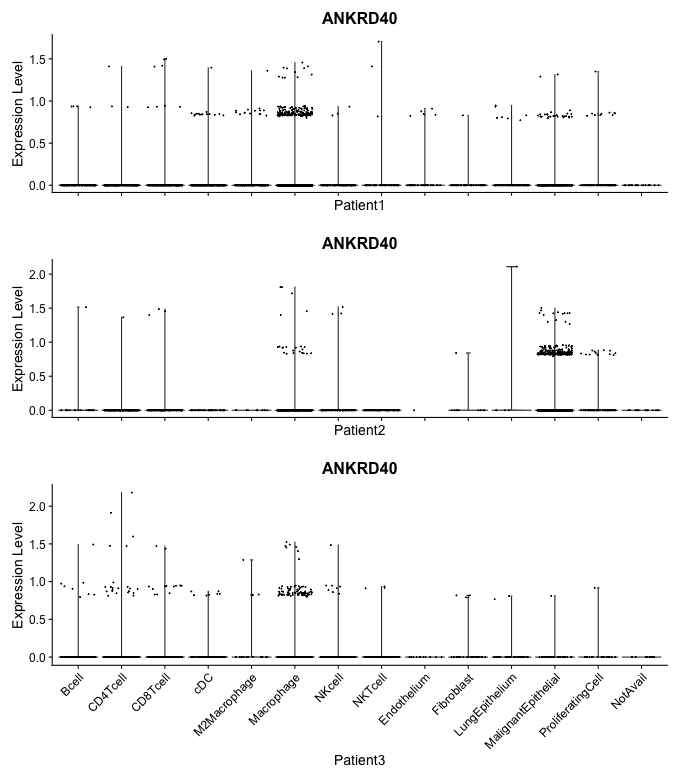 ANKRD40
Expression Level
1.5
1.0
0.5
0.0
Patient1
ANKRD40
Expression Level
2.0
1.5
1.0
0.5
0.0
Patient2
ANKRD40
Expression Level
2.0
1.5
1.0
0.5
0.0
Bcell
CD4Tcell
CD8Tcell
cDC
M2Macrophage
Macrophage
NKcell
NKTcell
Endothelium
Fibroblast
LungEpithelium
MalignantEpithelial
ProliferatingCell
NotAvail
Patient3